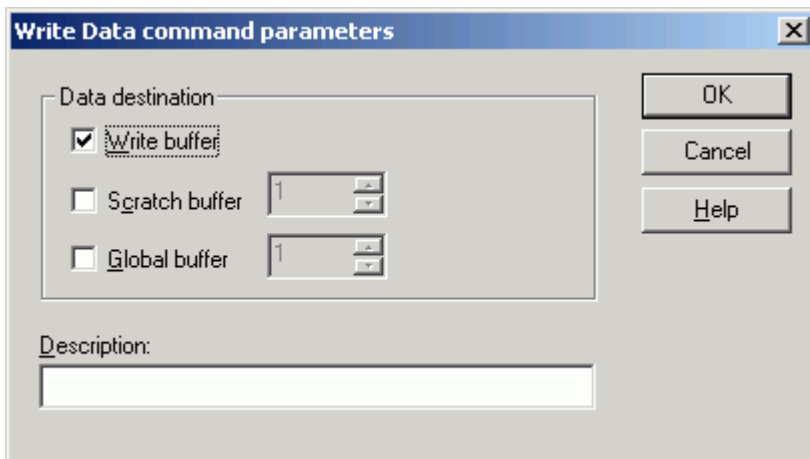 Write Data command parameters
Data destination
Write buffer
Scratch buffer 1
Global buffer 1
OK
Cancel
Help
Description: